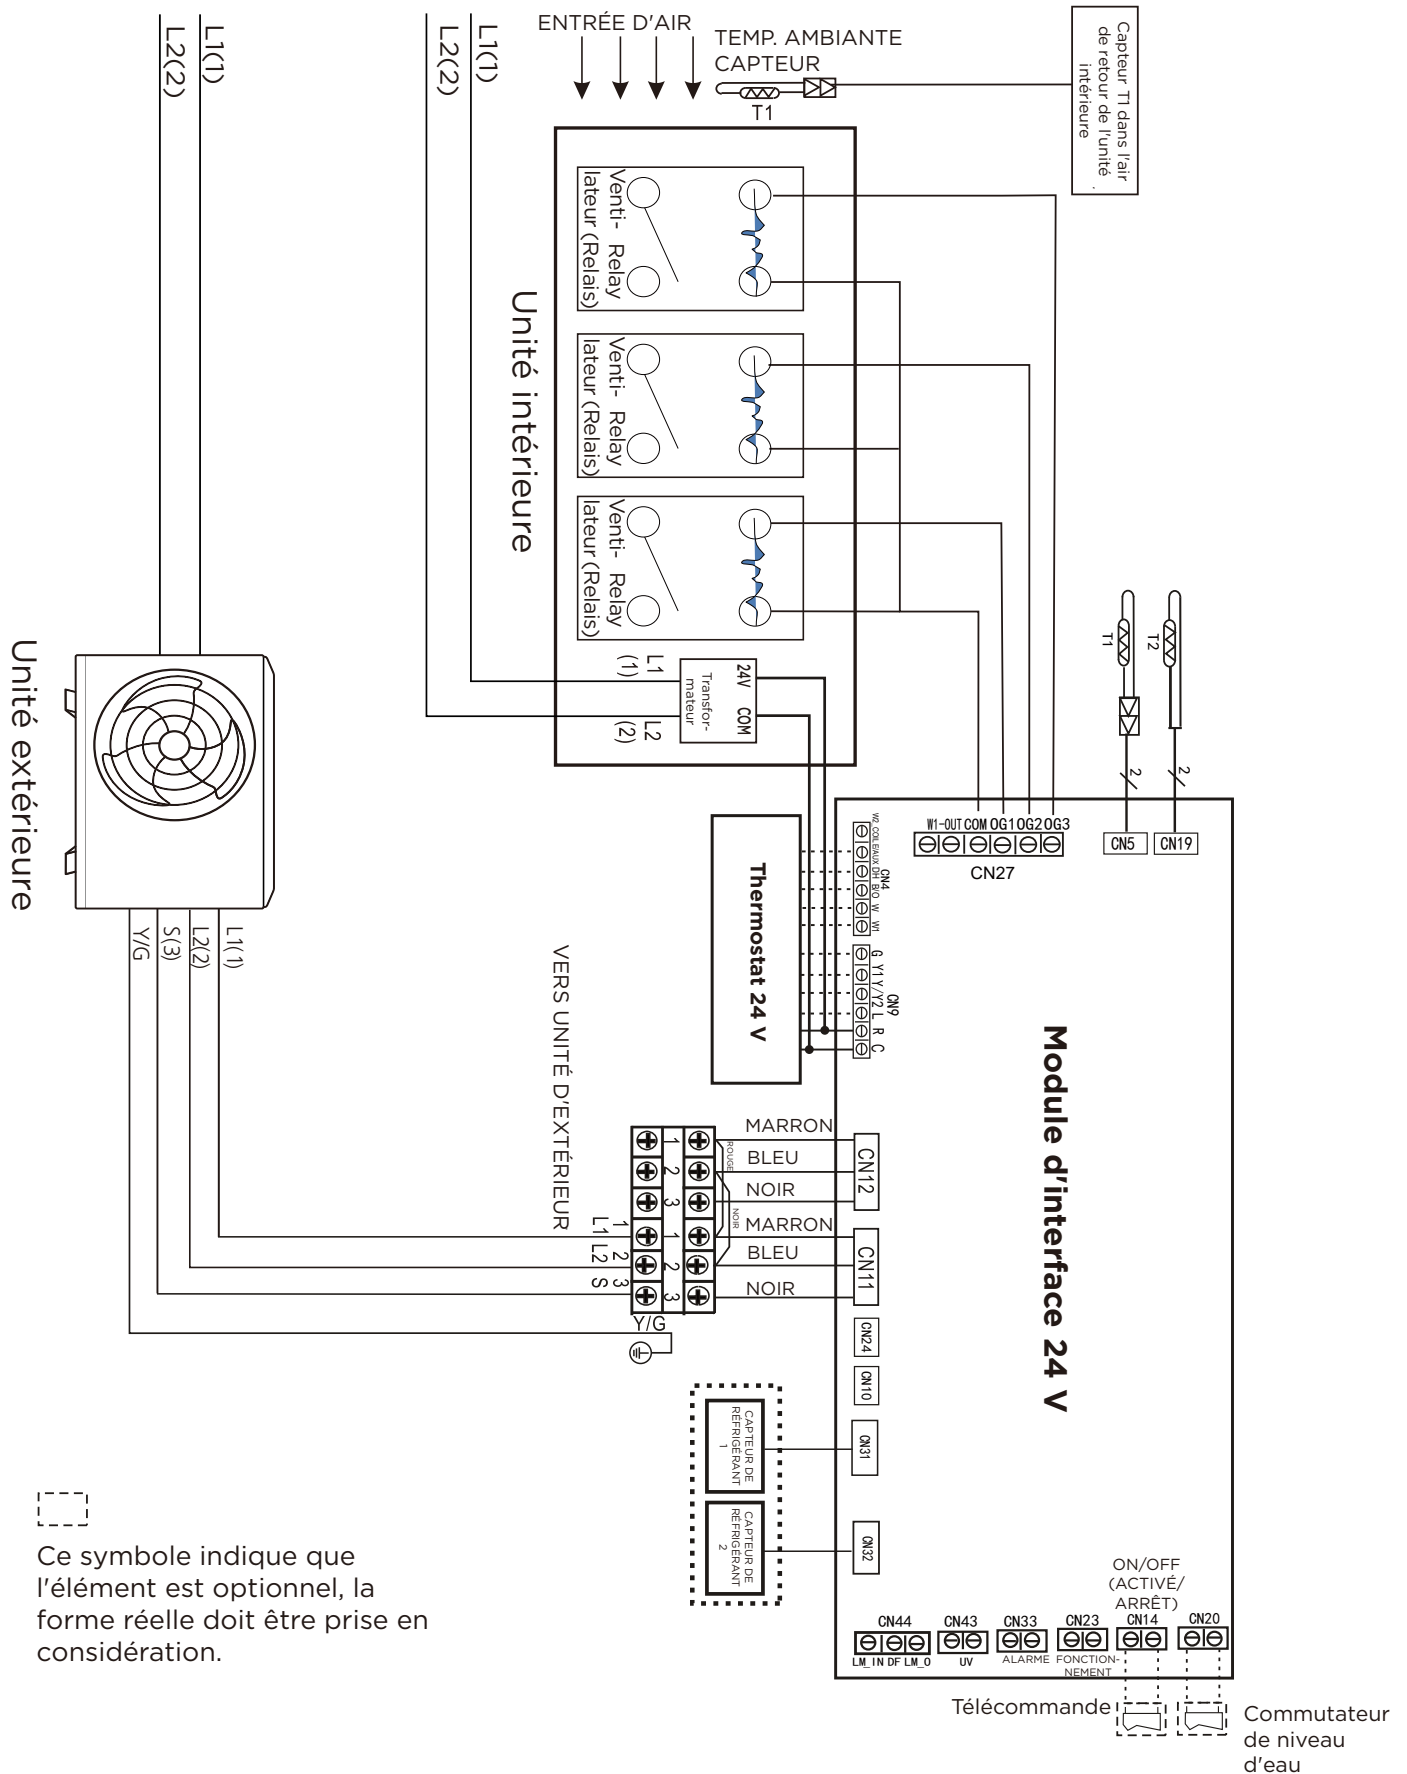 L1(1)
L2(2)
L1(1)
L2(2)
ENTRÉE D'AIR
TEMP. AMBIANTE
CAPTEUR
T1
Capteur T1 dans l'air
de retour de l'unité
intérieure
Venti- Relay
lateur (Relais)
Venti- Relay
lateur (Relais)
Venti- Relay
lateur (Relais)
Unité intérieure
L1
(1)
L2
(2)
Transfor-
mateur
24V COM
T1
T2
2
2
CN5
CN19
W1-OUT COM OG1 OG2 OG3
CN27
Unité extérieure
L1(1)
L2(2)
S(3)
Y/G
Thermostat 24 V
W2 COILE/AUX DH B/O W W1
CN4
G Y1 Y/Y2 L R C
CN9
Module d'interface 24 V
VERS UNITÉ D'EXTÉRIEUR
MARRON
BLEU
NOIR
MARRON
BLEU
NOIR
ROUGE
NOIR
CN12
CN11
1
2
3
1
2
3
1
L1
2
L2
3
S
Y/G
CN24
CN10
CN31
CN32
CAPTEUR DE
RÉFRIGÉRANT
1
CAPTEUR DE
RÉFRIGÉRANT
2
Ce symbole indique que
l'élément est optionnel, la
forme réelle doit être prise en
considération.
ON/OFF
(ACTIVÉ/
ARRÊT)
CN44 CN43 CN33 CN23 CN14 CN20
LM_IN DF LM_O
UV
ALARME
FONCTION-
NEMENT
Télécommande
Commutateur
de niveau
d'eau